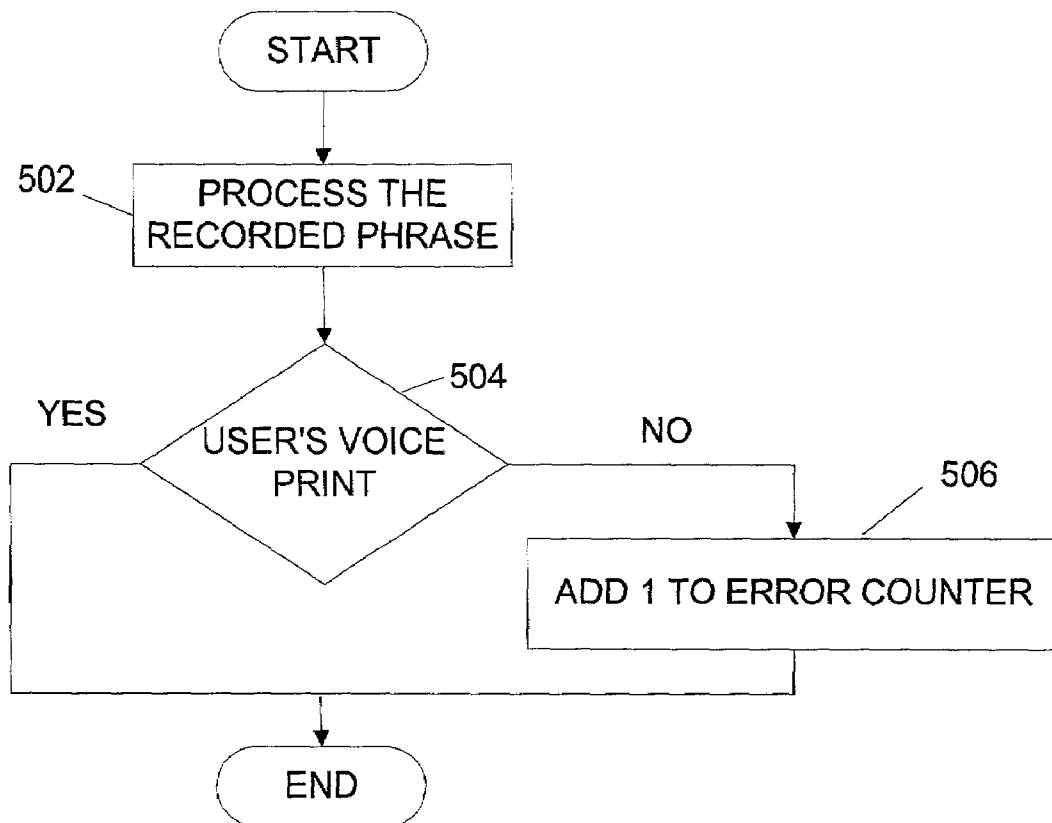 START
502
PROCESS THE
RECORDED PHRASE
504
YES
USER'S VOICE
PRINT
NO
506
ADD 1 TO ERROR COUNTER
END